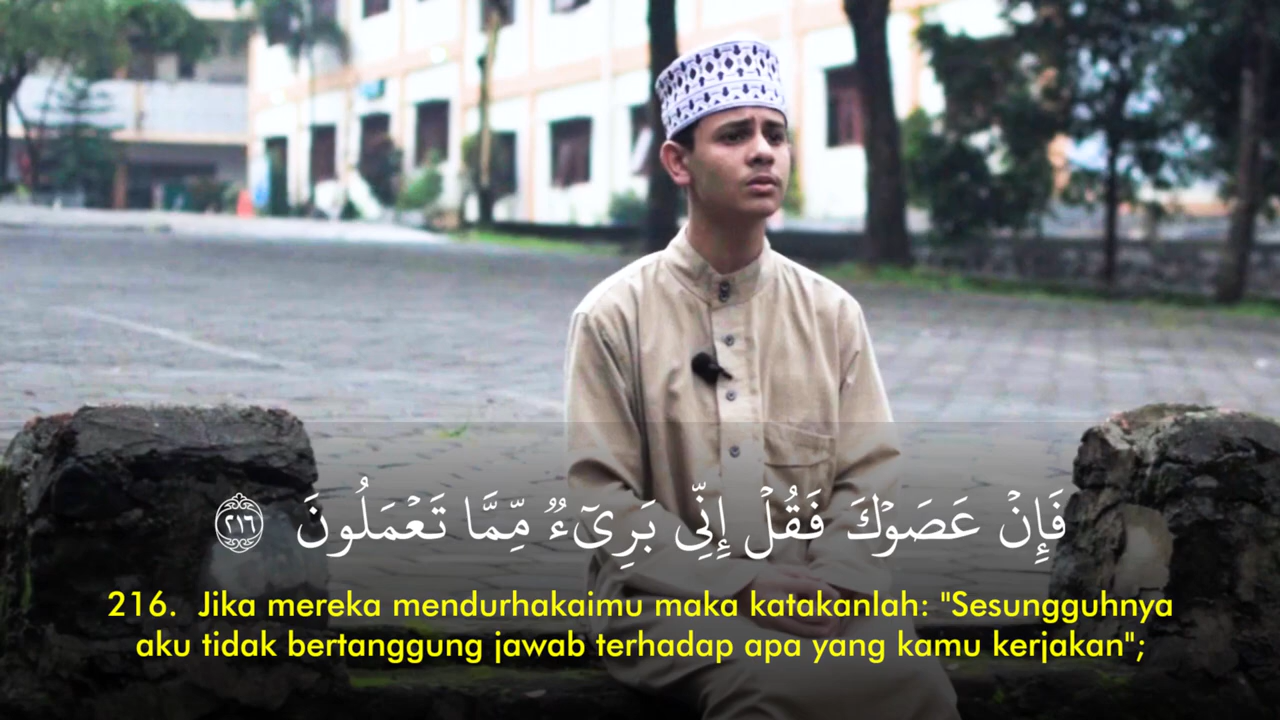 فَإِنْ عَصَوْكَ فَقُلْ إِنِّى بَرِىٓءٌ مِّمَّا تَعْمَلُونَ ٢١٦
216. Jika mereka mendurhakaimu maka katakanlah: "Sesungguhnya
aku tidak bertanggung jawab terhadap apa yang kamu kerjakan";